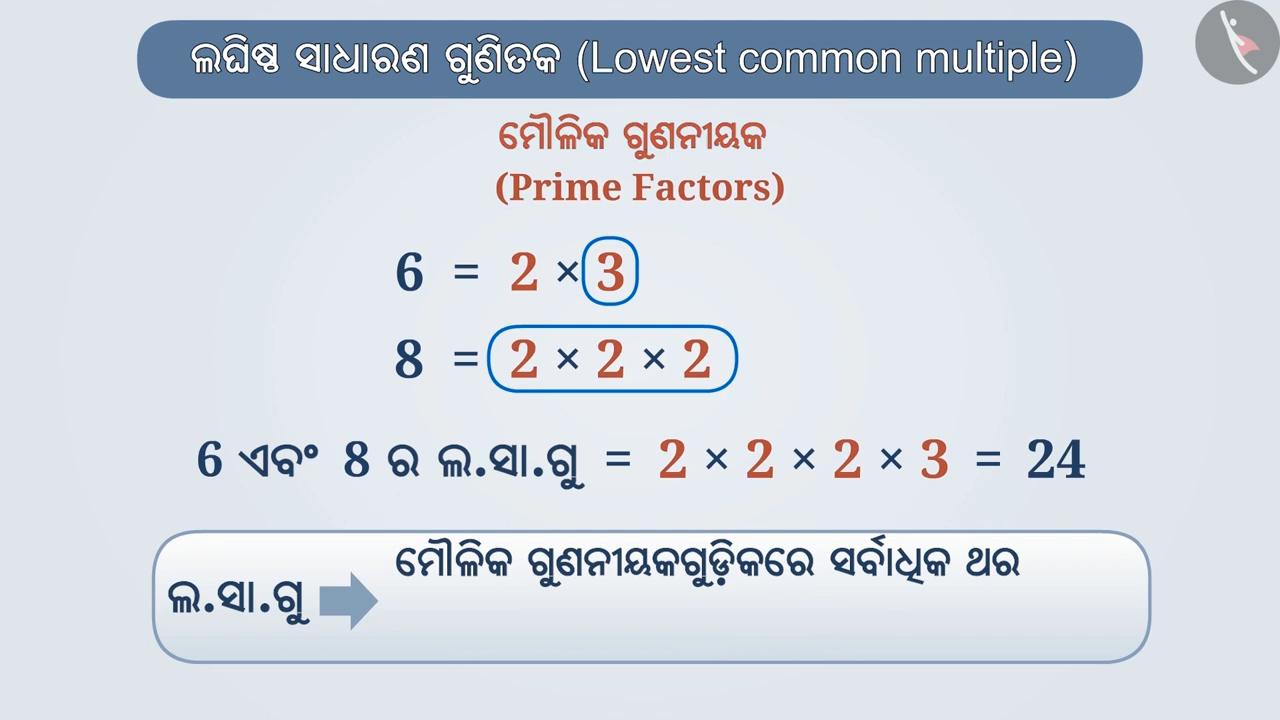 ଲଘିଷ୍ଠ ସାଧାରଣ ଗୁଣିତକ (Lowest common multiple)
ମୌଳିକ ଗୁଣନୀୟକ
(Prime Factors)
6 = 2 × 3
8 = 2 × 2 × 2
6 ଏବଂ 8 ର ଲ.ସା.ଗୁ = 2 × 2 × 2 × 3 = 24
ମୌଳିକ ଗୁଣନୀୟକଗୁଡ଼ିକରେ ସର୍ବାଧିକ ଥର
ଲ.ସା.ଗୁ